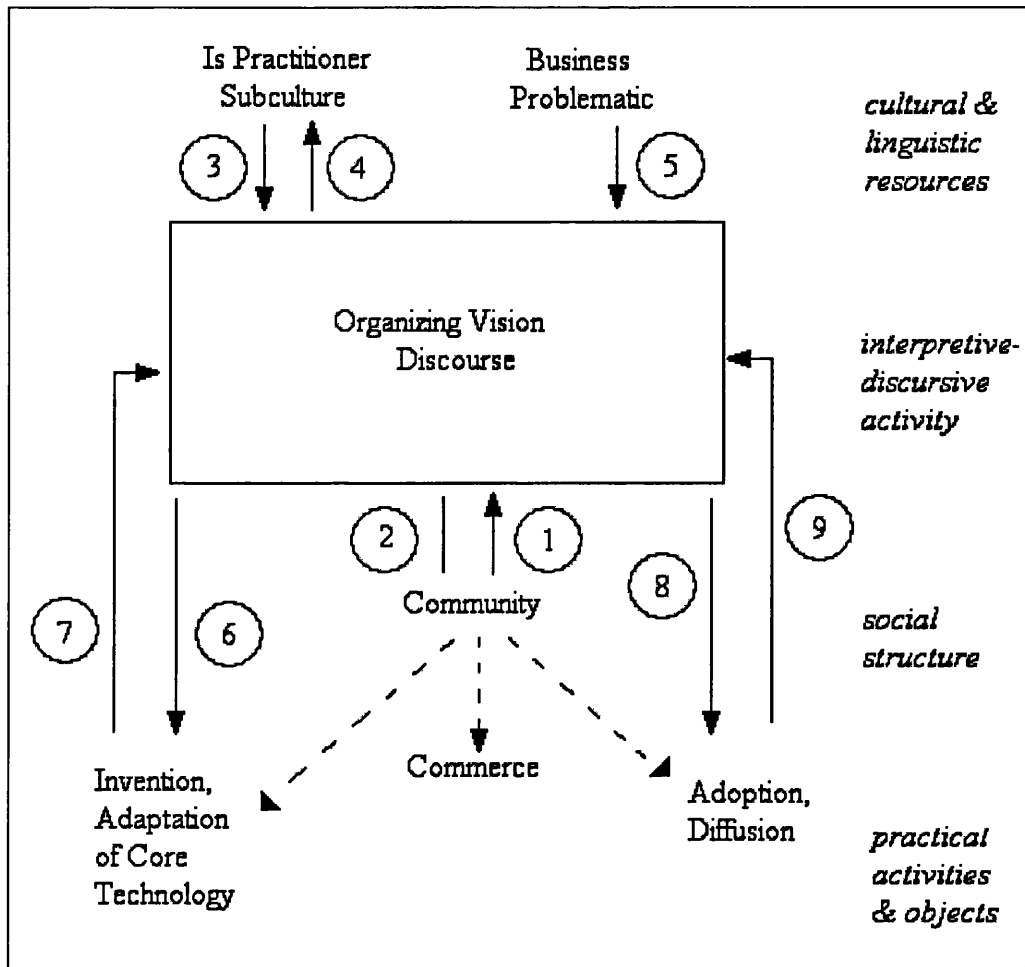 Is Practitioner
Subculture
Business
Problematic
cultural &
linguistic
resources
3
4
5
Organizing Vision
Discourse
interpretive-
discursive
activity
2
1
9
8
Community
7
6
social
structure
Commerce
Invention,
Adaptation
of Core
Technology
Adoption,
Diffusion
practical
activities
& objects